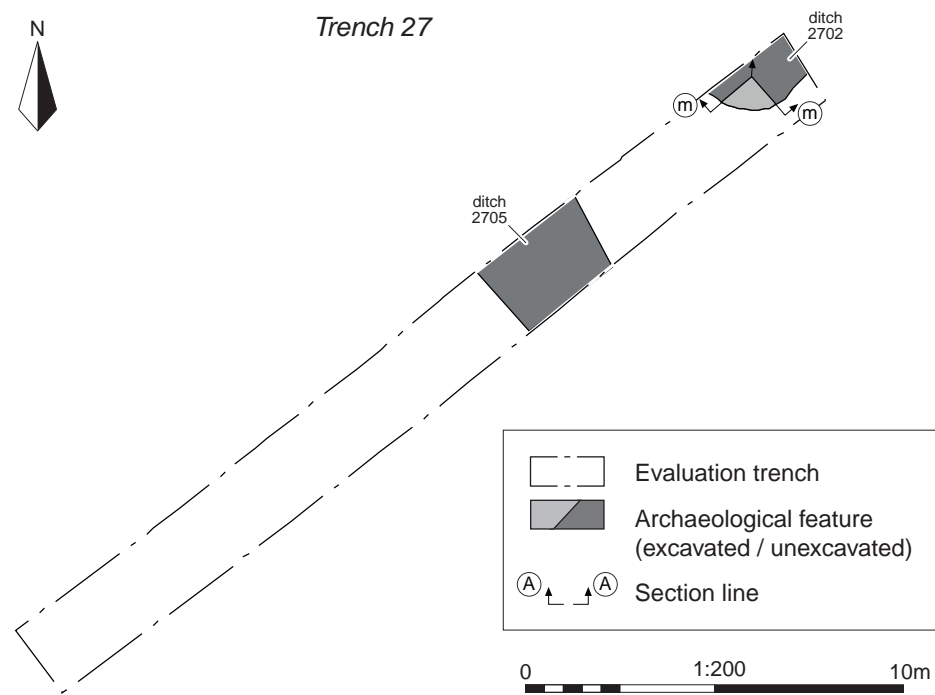 Trench 27
N
ditch
2702
m
m
ditch
2705
Evaluation trench
Archaeological feature
(excavated / unexcavated)
A A
Section line
0 1:200 10m